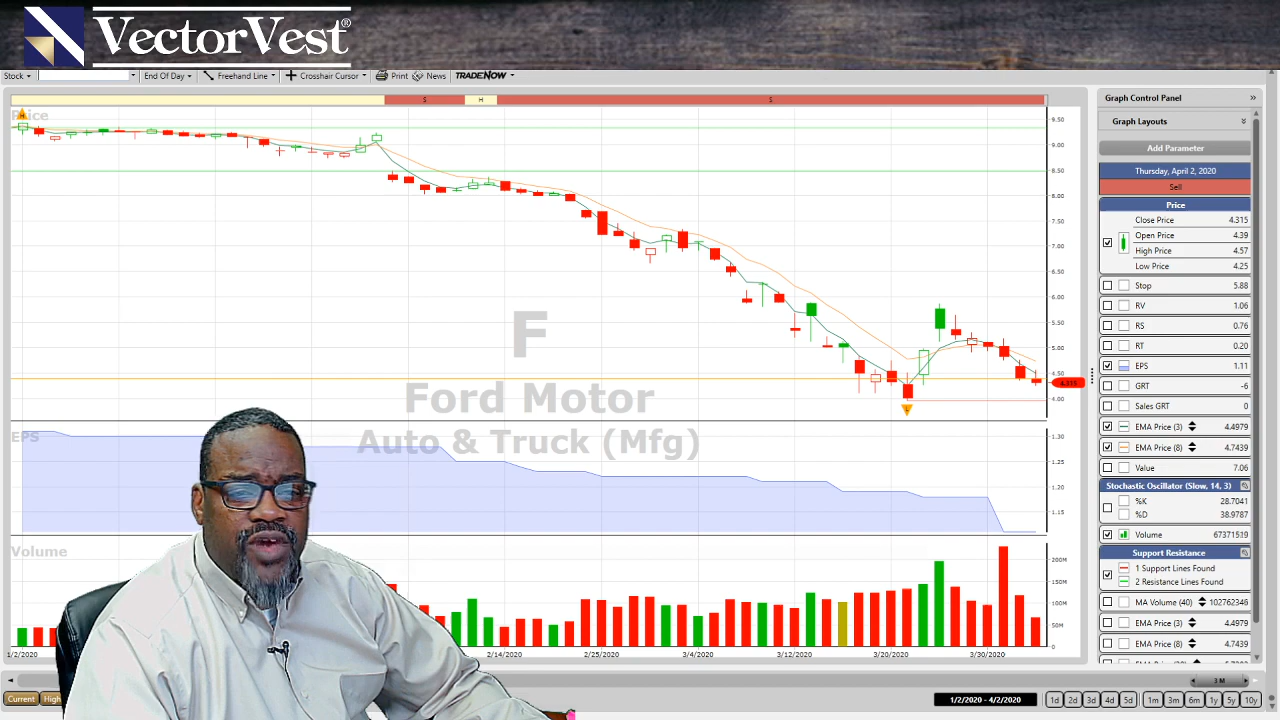 VectorVest®
Stock
End Of Day
Freehand Line
Crosshair Cursor
Print
News
TRADENOW
Graph Control Panel
Graph Layouts
Add Parameter
Thursday, April 2, 2020
Sell
Price
Close Price 4.315
Open Price 4.39
High Price 4.57
Low Price 4.25
Stop 5.88
RV 1.06
RS 0.76
RT 0.20
EPS 1.11
GRT -6
Sales GRT 0
EMA Price (3) 4.4979
EMA Price (8) 4.7439
Value 7.06
Stochastic Oscillator (Slow, 14, 3)
%K 28.7041
%D 38.9787
Volume 67371519
Support Resistance
1 Support Lines Found
2 Resistance Lines Found
MA Volume (40) 102762346
EMA Price (3) 4.4979
EMA Price (8) 4.7439
S
H
S
Price
H
9.50
9.00
8.50
8.00
7.50
7.00
6.50
6.00
5.50
5.00
4.50
4.315
4.00
F
Ford Motor
Auto & Truck (Mfg)
L
EPS
1.30
1.25
1.20
1.15
Volume
200M
150M
100M
50M
0
1/2/2020
2/14/2020
2/25/2020
3/4/2020
3/12/2020
3/20/2020
3/30/2020
3 M
Current
High
1/2/2020 - 4/2/2020
1d 2d 3d 4d 5d
1m 3m 6m 1y 5y 10y